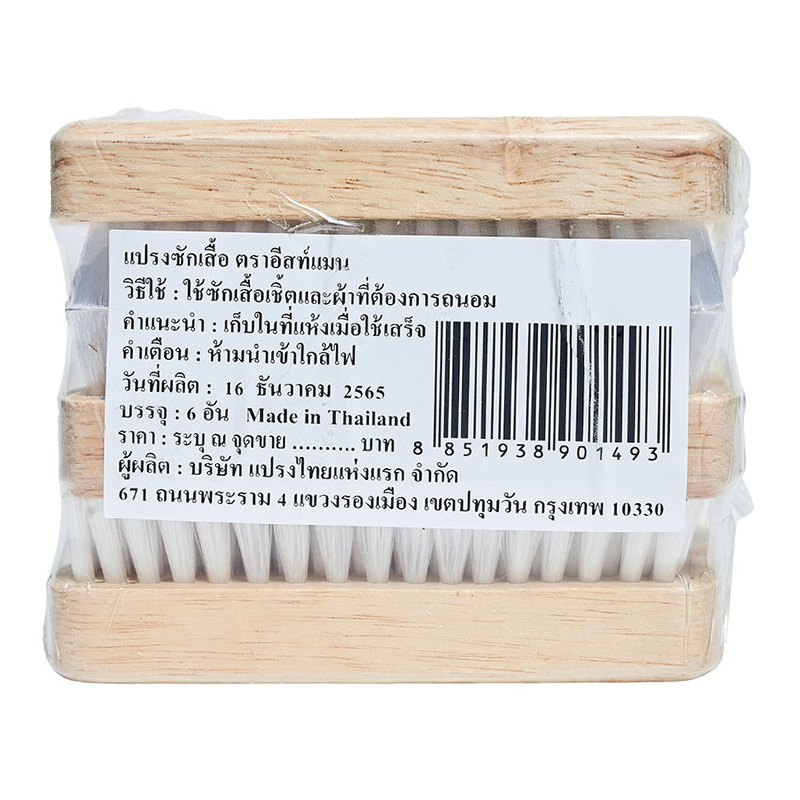 แปรงซักเสื้อ ตราอีสท์แมน
วิธีใช้ : ใช้ซักเสื้อเชิ้ตและผ้าที่ต้องการถนอม
คำแนะนำ : เก็บในที่แห้งเมื่อใช้เสร็จ
คำเตือน : ห้ามนำเข้าใกล้ไฟ
วันที่ผลิต : 16 ธันวาคม 2565
บรรจุ : 6 อัน Made in Thailand
ราคา : ระบุ ณ จุดขาย .......... บาท
8 851938 901493
ผู้ผลิต : บริษัท แปรงไทยแห่งแรก จำกัด
671 ถนนพระราม 4 แขวงรองเมือง เขตปทุมวัน กรุงเทพ 10330